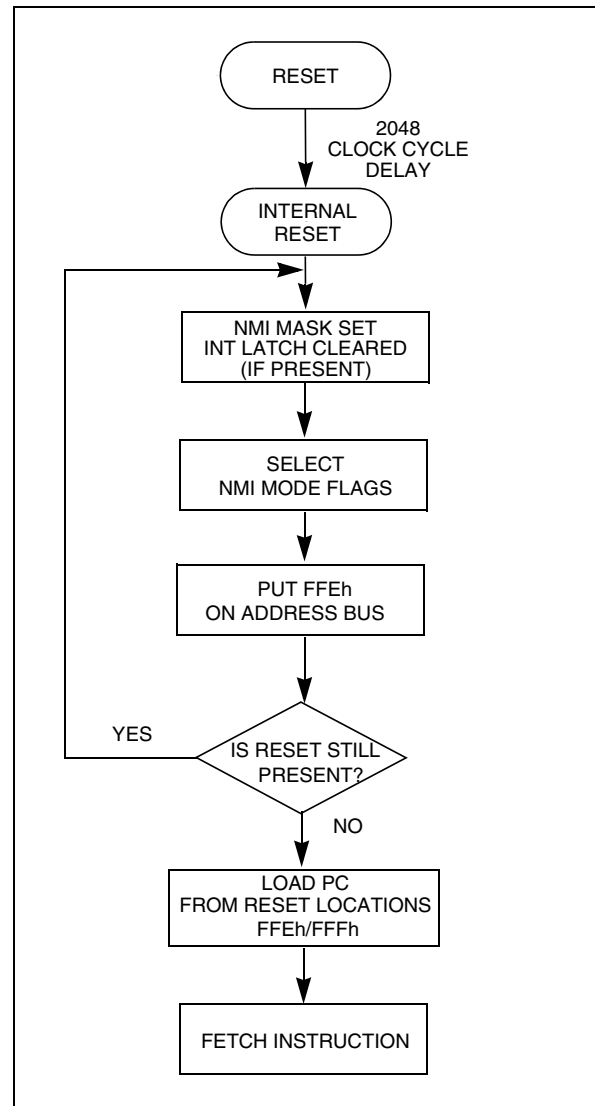 RESET
2048
CLOCK CYCLE
DELAY
INTERNAL
RESET
NMI MASK SET
INT LATCH CLEARED
(IF PRESENT)
SELECT
NMI MODE FLAGS
PUT FFEh
ON ADDRESS BUS
YES
IS RESET STILL
PRESENT?
NO
LOAD PC
FROM RESET LOCATIONS
FFEh/FFFh
FETCH INSTRUCTION